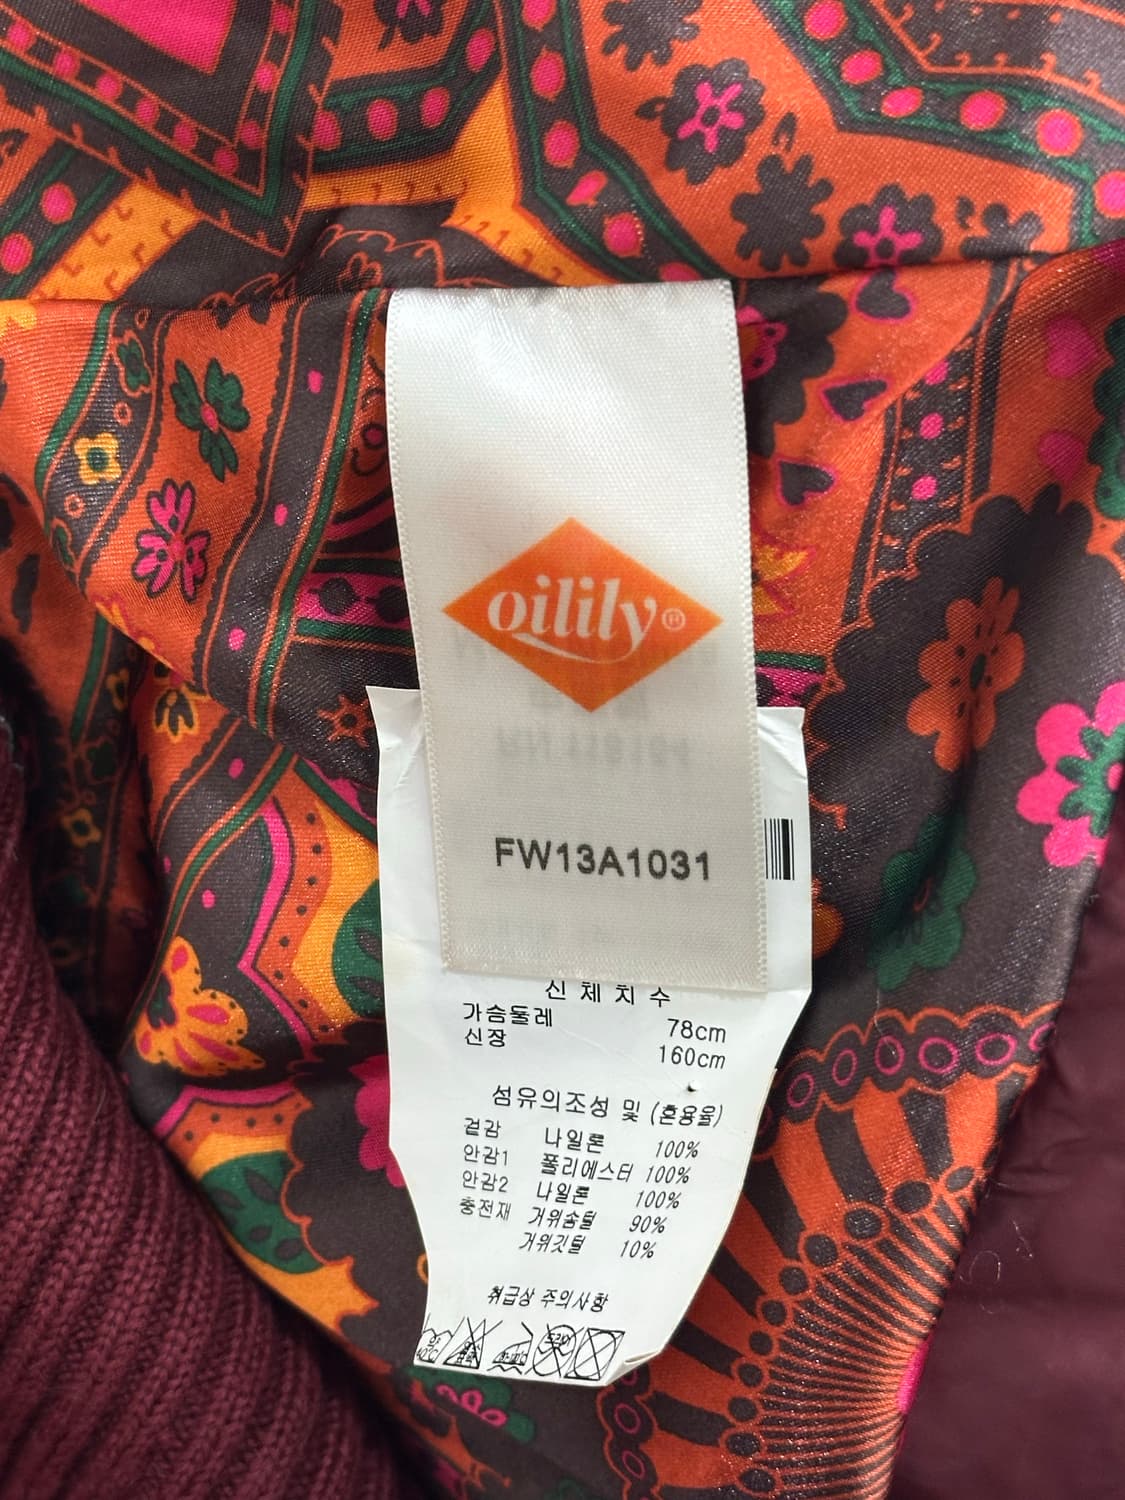 oilily®
FW13A1031
신체치수
가슴둘레 78cm
신장 160cm
섬유의조성 및 (혼용율)
겉감 나일론 100%
안감1 폴리에스터 100%
안감2 나일론 100%
충전재 거위솜털 90%
거위깃털 10%
취급상 주의사항